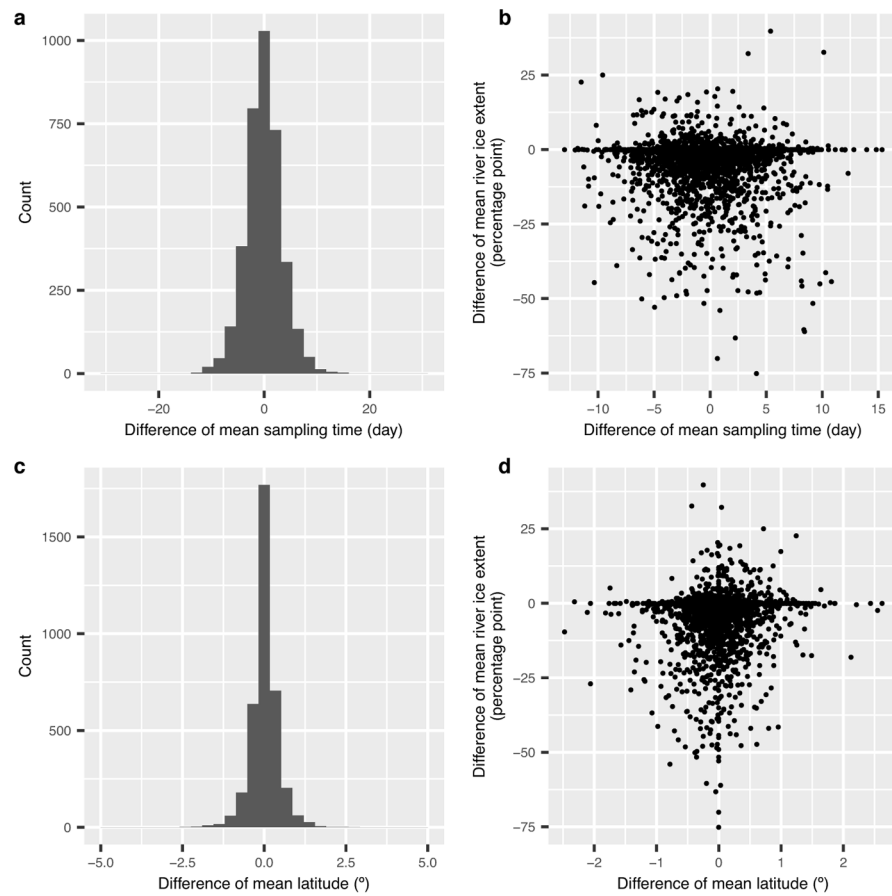 a
1000
750
500
250
0
Count
−20
0
20
Difference of mean sampling time (day)
b
25
0
−25
−50
−75
Difference of mean river ice extent
(percentage point)
−10
−5
0
5
10
15
Difference of mean sampling time (day)
c
1500
1000
500
0
Count
−5.0
−2.5
0.0
2.5
5.0
Difference of mean latitude (º)
d
25
0
−25
−50
−75
Difference of mean river ice extent
(percentage point)
−2
−1
0
1
2
Difference of mean latitude (º)